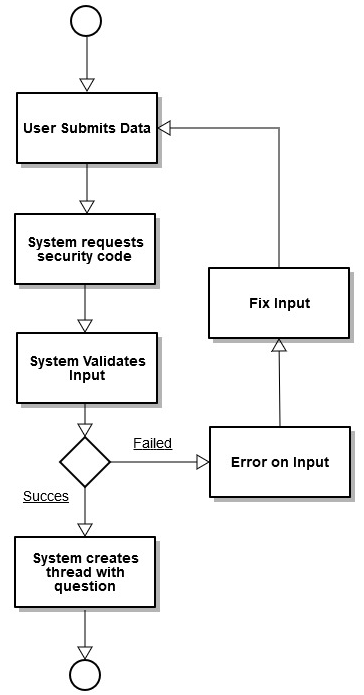 User Submits Data
System requests
security code
Fix Input
System Validates
Input
Failed
Error on Input
Succes
System creates
thread with
question